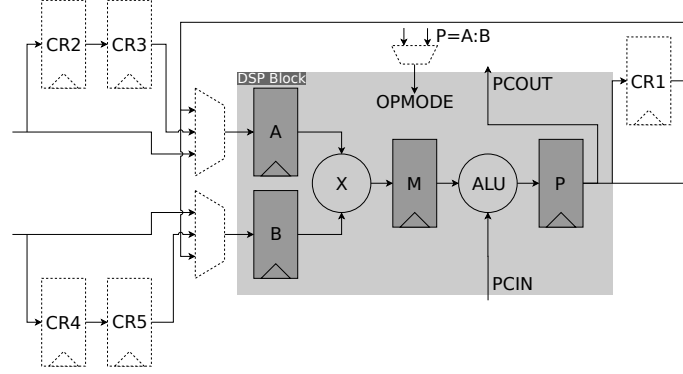 CR2
CR3
P=A:B
DSP Block
OPMODE
PCOUT
CR1
A
X
M
ALU
P
B
PCIN
CR4
CR5